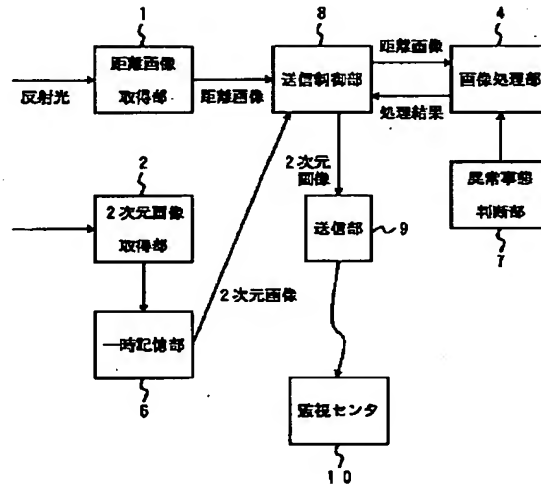 1
8
4
距離画像
取得部
送信制御部
画像処理部
反射光
距離画像
距離画像
処理結果
2
2次元画像
取得部
2次元
画像
送信部
9
異常事態
判断部
7
一時記憶部
6
2次元画像
監視センタ
10